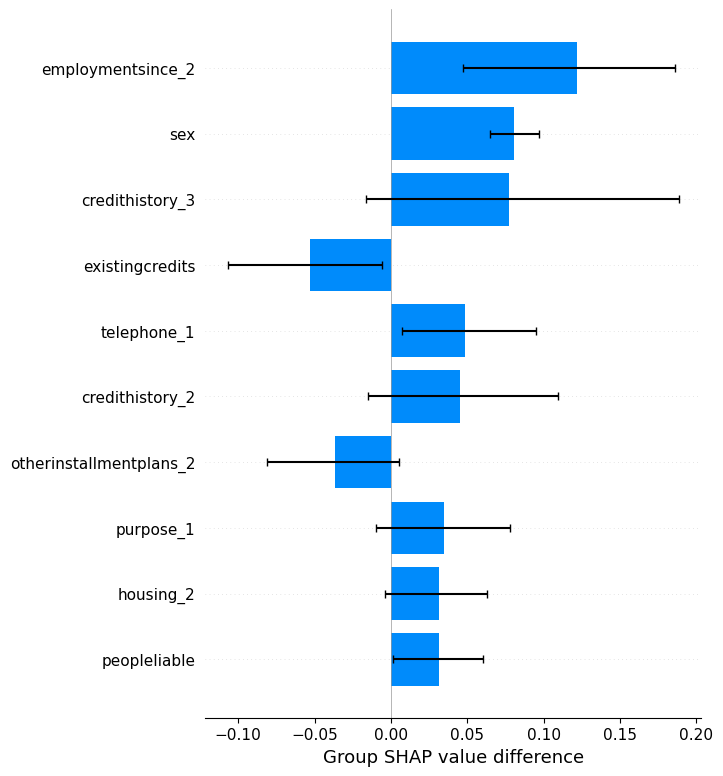 employmentsince_2
sex
credithistory_3
existingcredits
telephone_1
credithistory_2
otherinstallmentplans_2
purpose_1
housing_2
peopleliable
−0.10 −0.05 0.00 0.05 0.10 0.15 0.20
Group SHAP value difference